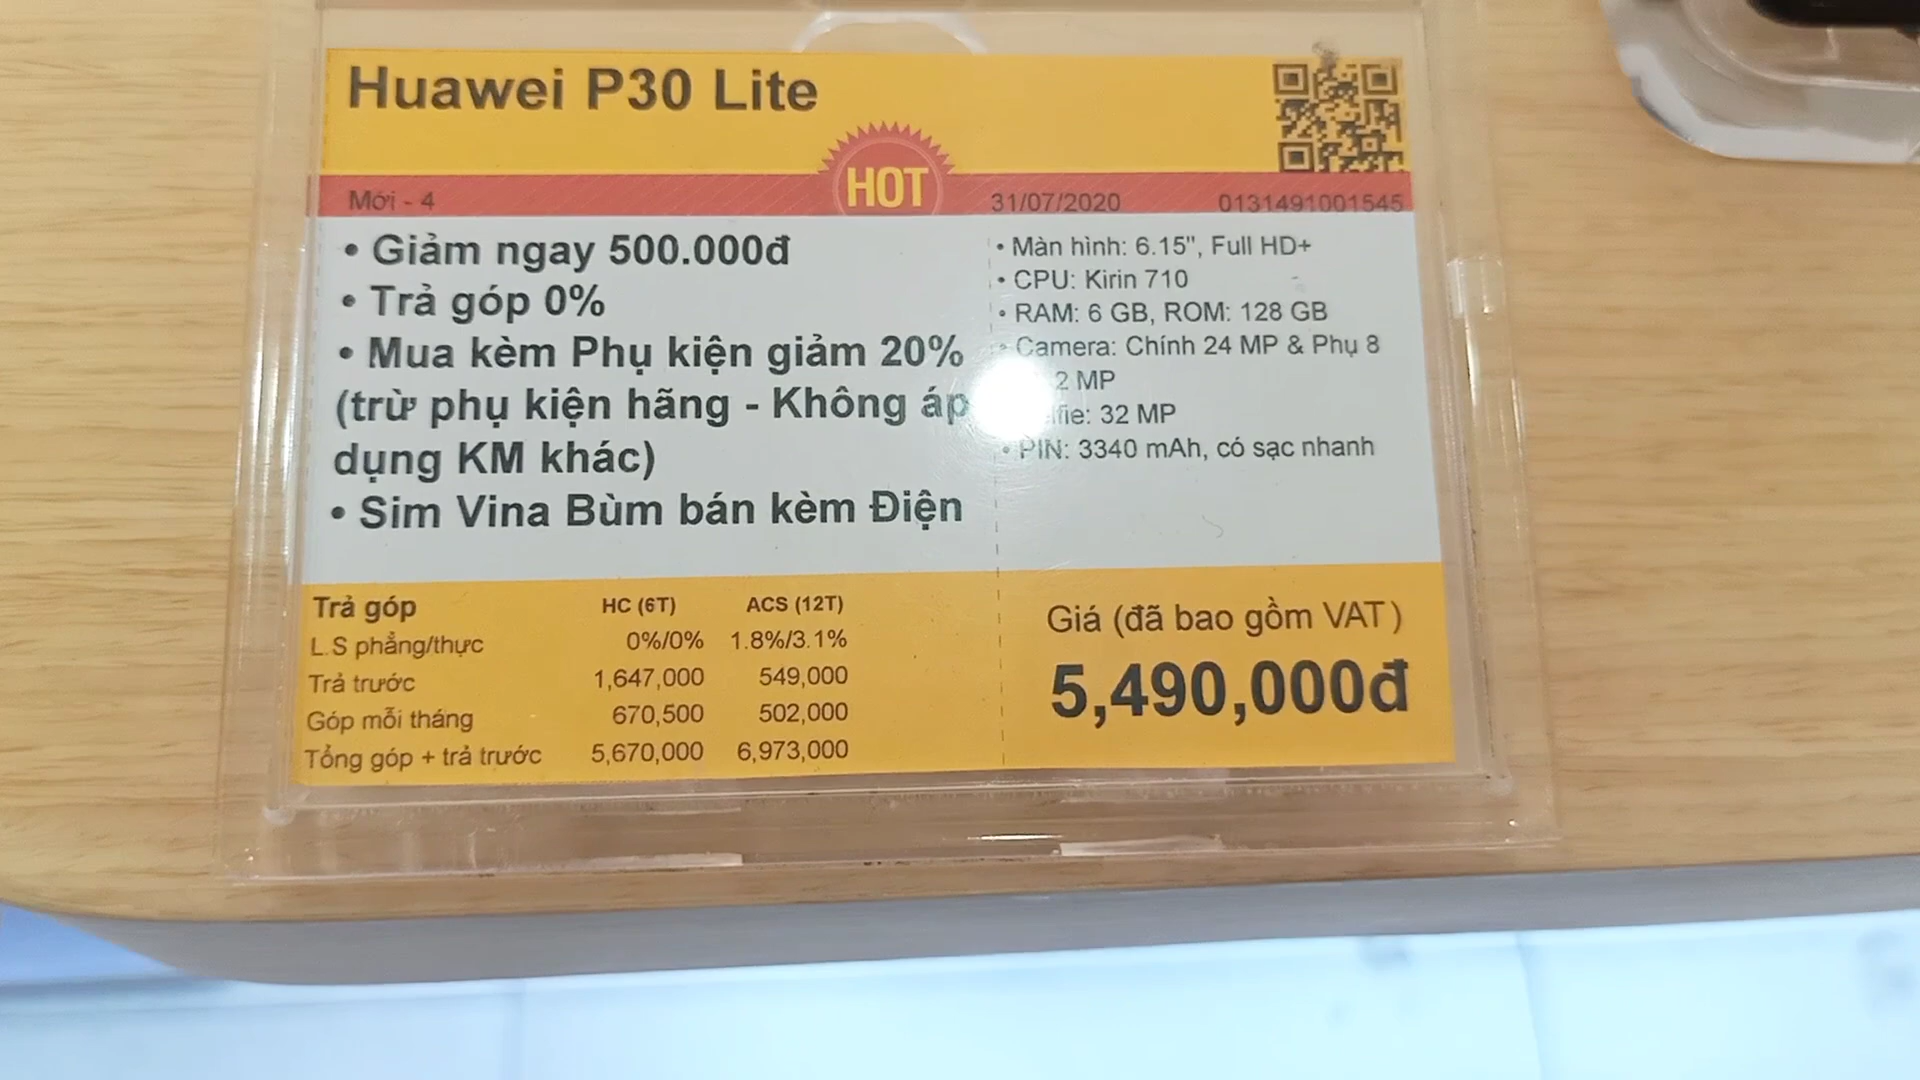 Huawei P30 Lite
HOT
Mới - 4
31/07/2020
0131491001545
• Giảm ngay 500.000đ
• Trả góp 0%
• Mua kèm Phụ kiện giảm 20%
(trừ phụ kiện hãng - Không áp
dụng KM khác)
• Sim Vina Bùm bán kèm Điện
• Màn hình: 6.15", Full HD+
• CPU: Kirin 710
• RAM: 6 GB, ROM: 128 GB
• Camera: Chính 24 MP & Phụ 8
2 MP
32 MP
• PIN: 3340 mAh, có sạc nhanh
Trả góp HC (6T) ACS (12T)
L.S phẳng/thực 0%/0% 1.8%/3.1%
Trả trước 1,647,000 549,000
Góp mỗi tháng 670,500 502,000
Tổng góp + trả trước 5,670,000 6,973,000
Giá (đã bao gồm VAT)
5,490,000đ